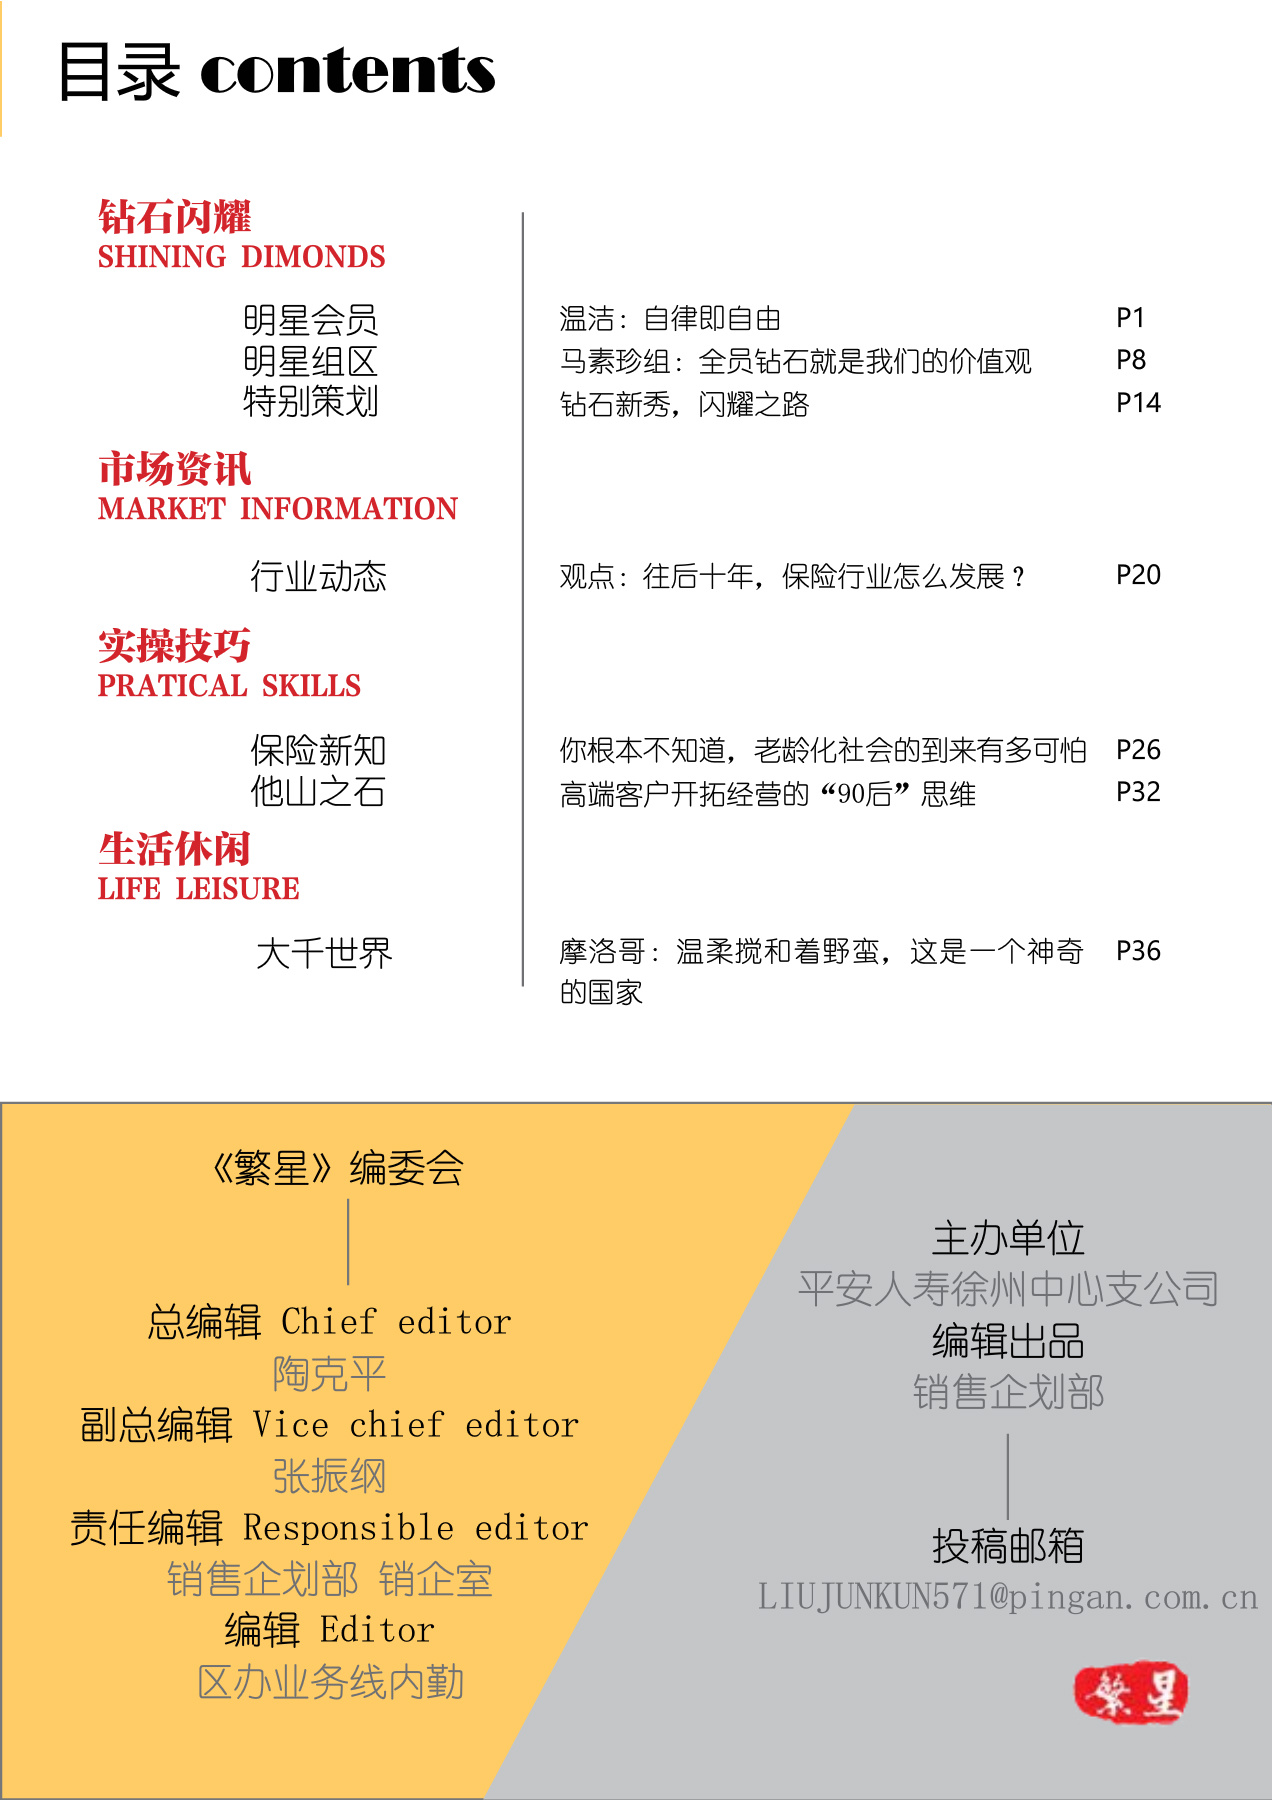 目录 contents
钻石闪耀
SHINING DIMONDS
明星会员 温洁：自律即自由 P1
明星组区 马素珍组：全员钻石就是我们的价值观 P8
特别策划 钻石新秀，闪耀之路 P14
市场资讯
MARKET INFORMATION
行业动态 观点：往后十年，保险行业怎么发展？ P20
实操技巧
PRATICAL SKILLS
保险新知 你根本不知道，老龄化社会的到来有多可怕 P26
他山之石 高端客户开拓经营的“90后”思维 P32
生活休闲
LIFE LEISURE
大千世界 摩洛哥：温柔搅和着野蛮，这是一个神奇 P36
的国家
《繁星》编委会
总编辑 Chief editor
陶克平
副总编辑 Vice chief editor
张振纲
责任编辑 Responsible editor
销售企划部 销企室
编辑 Editor
区办业务线内勤
主办单位
平安人寿徐州中心支公司
编辑出品
销售企划部
投稿邮箱
LIUJUNKUN571@pingan.com.cn
繁星